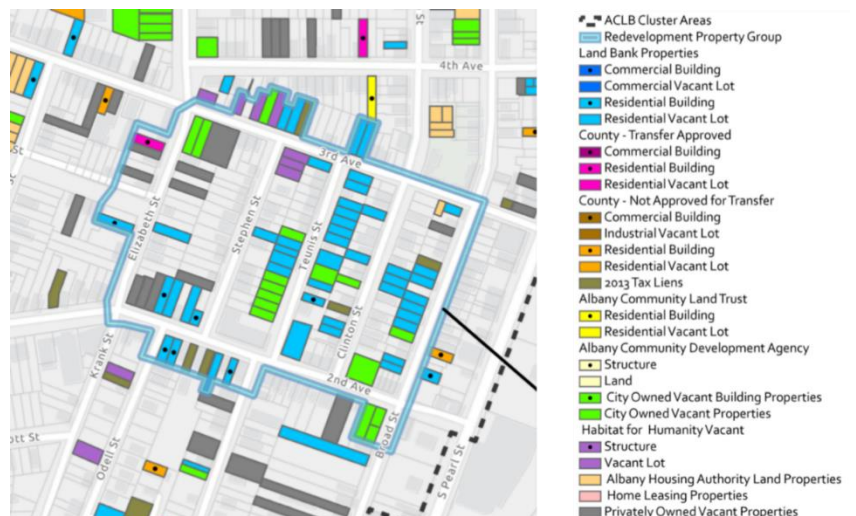 St
4th Ave
3rd Ave
St
Elizabeth St
Stephen St
Teunis St
Clinton St
Krank St
2nd Ave
Broad St
ott St
Odell St
S Pearl St
ACLB Cluster Areas
Redevelopment Property Group
Land Bank Properties
Commercial Building
Commercial Vacant Lot
Residential Building
Residential Vacant Lot
County - Transfer Approved
Commercial Building
Residential Building
Residential Vacant Lot
County - Not Approved for Transfer
Commercial Building
Industrial Vacant Lot
Residential Building
Residential Vacant Lot
2013 Tax Liens
Albany Community Land Trust
Residential Building
Residential Vacant Lot
Albany Community Development Agency
Structure
Land
City Owned Vacant Building Properties
City Owned Vacant Properties
Habitat for Humanity Vacant
Structure
Vacant Lot
Albany Housing Authority Land Properties
Home Leasing Properties
Privately Owned Vacant Properties